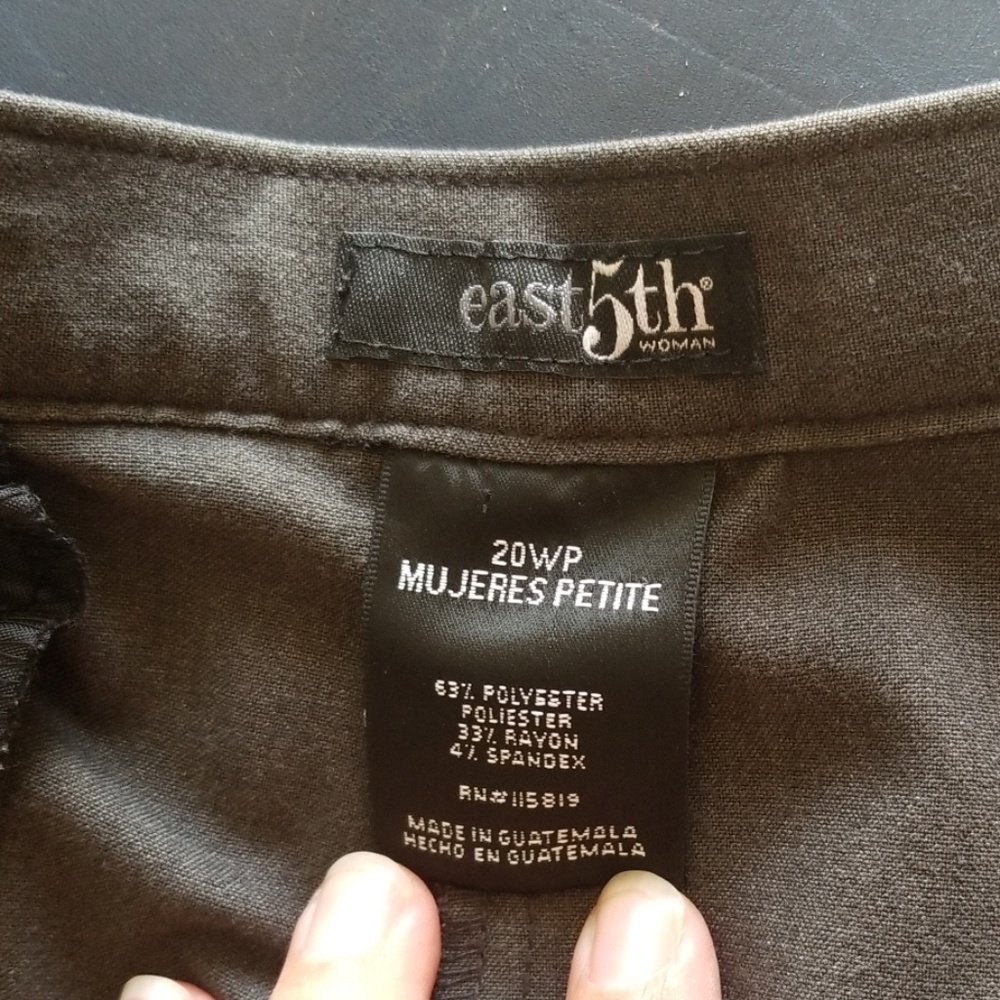 east5th®
WOMAN
20WP
MUJERES PETITE
63% POLYESTER
POLIESTER
33% RAYON
4% SPANDEX
RN#115819
MADE IN GUATEMALA
HECHO EN GUATEMALA